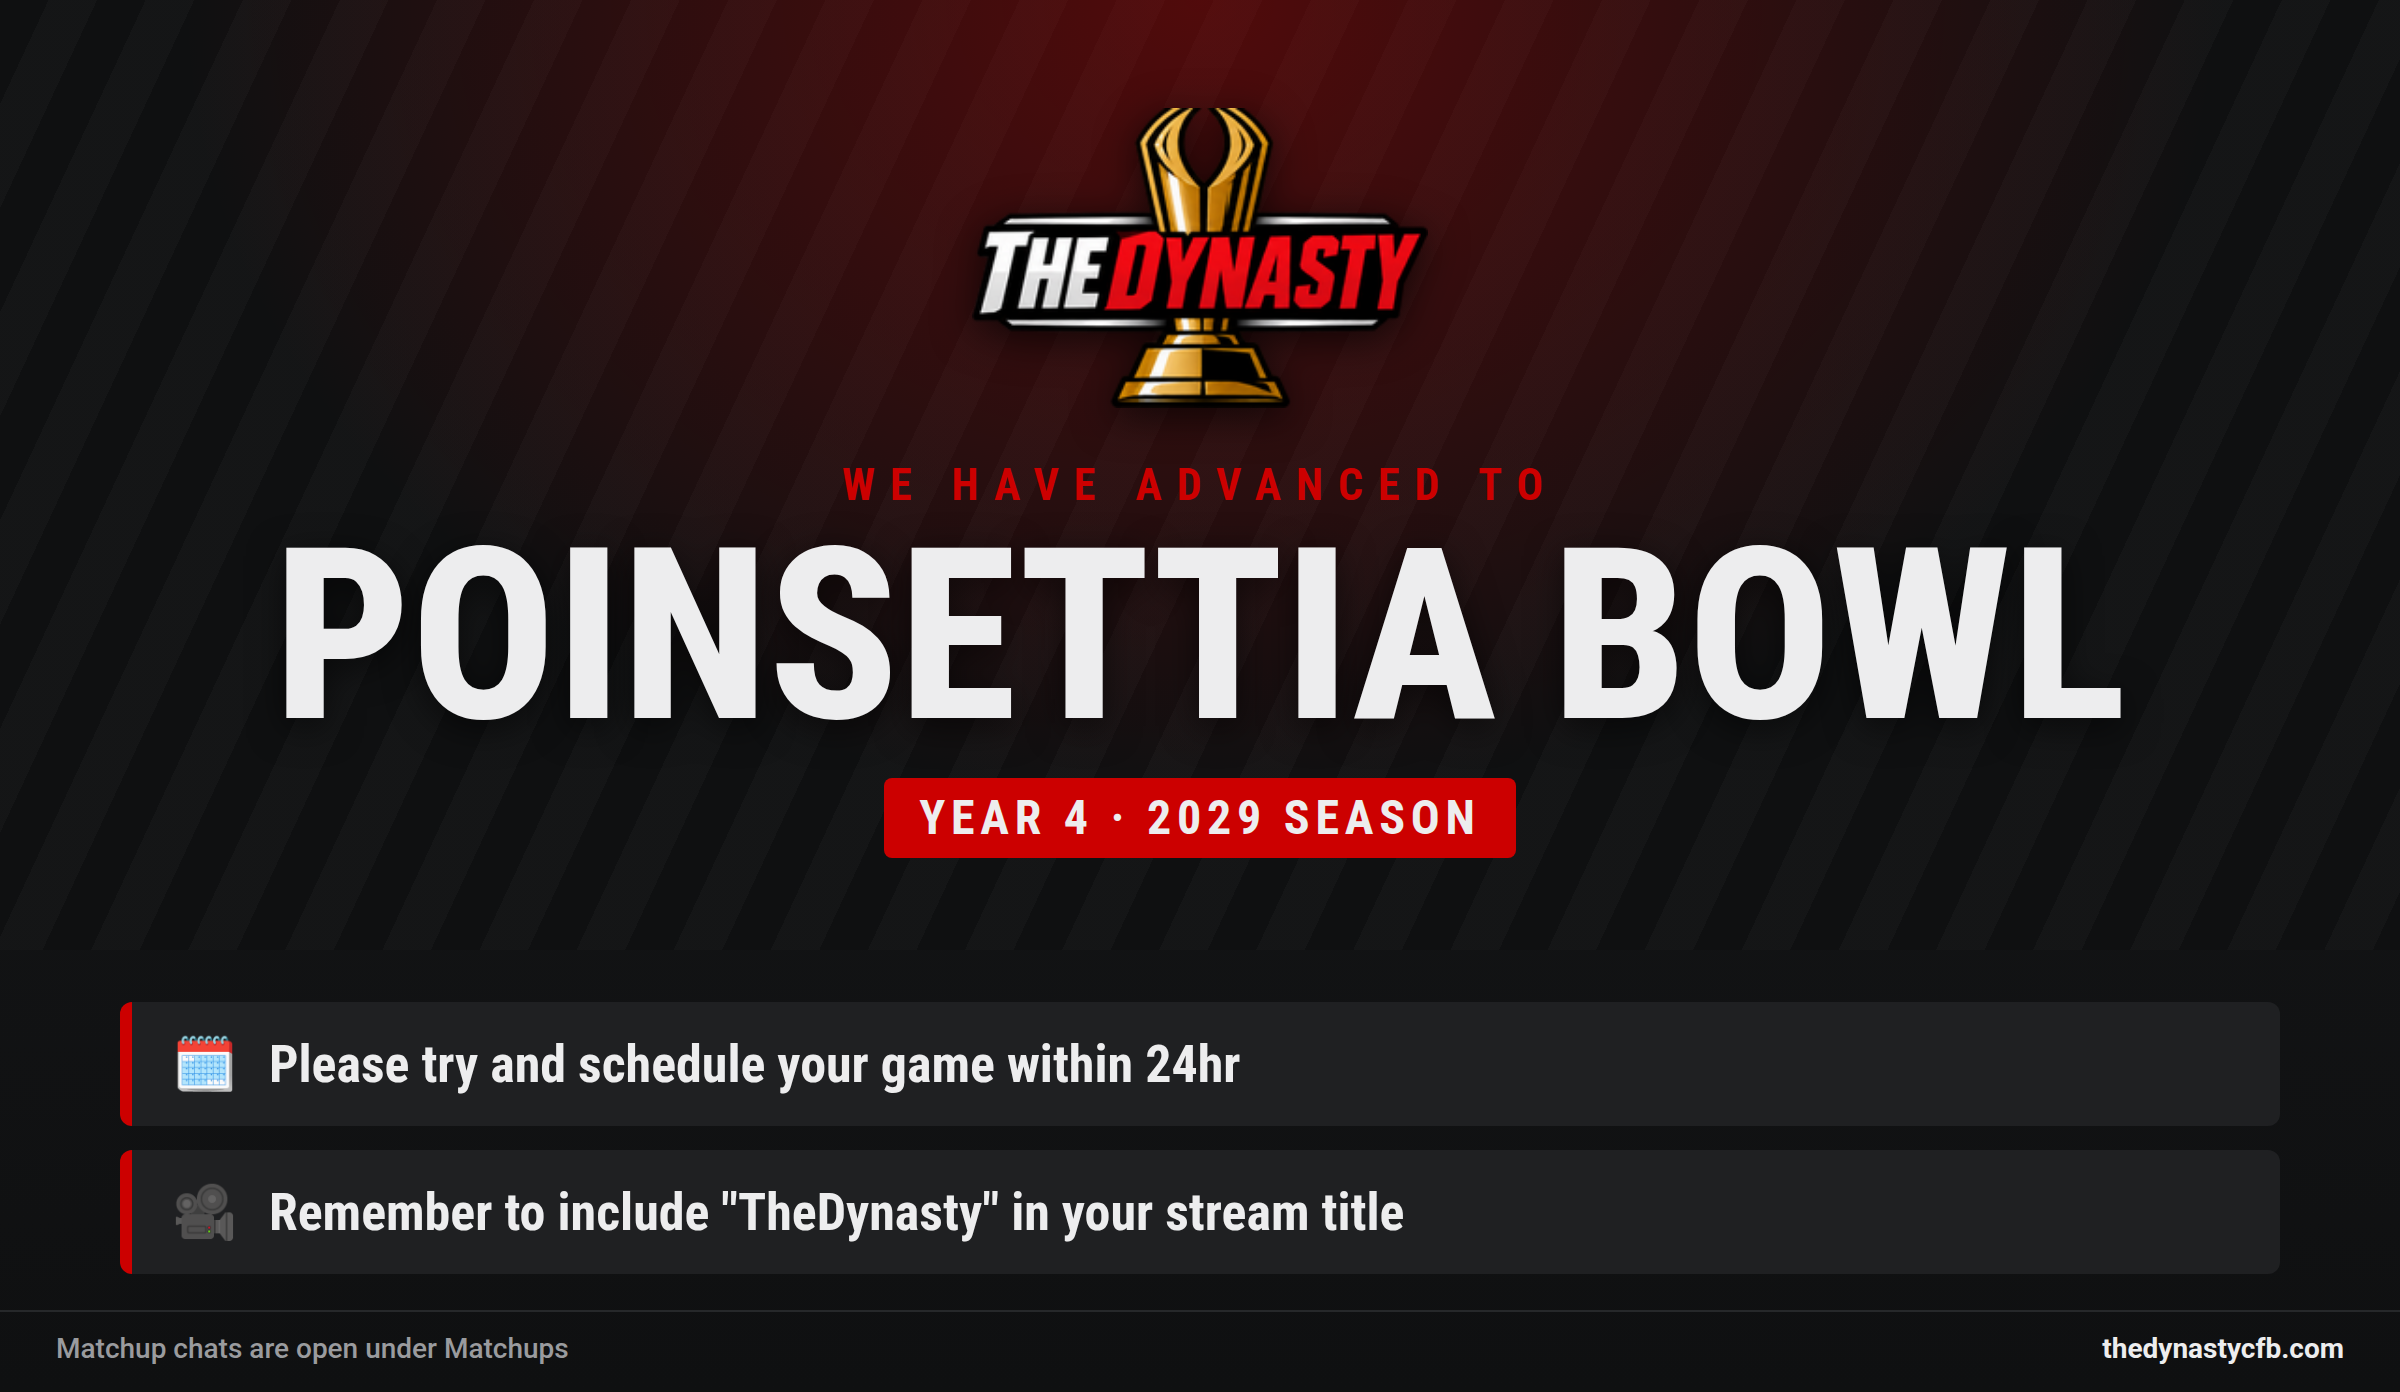 THEDYNASTY
WE HAVE ADVANCED TO
POINSETTIA BOWL
YEAR 4 · 2029 SEASON
Please try and schedule your game within 24hr
Remember to include "TheDynasty" in your stream title
Matchup chats are open under Matchups
thedynastycfb.com